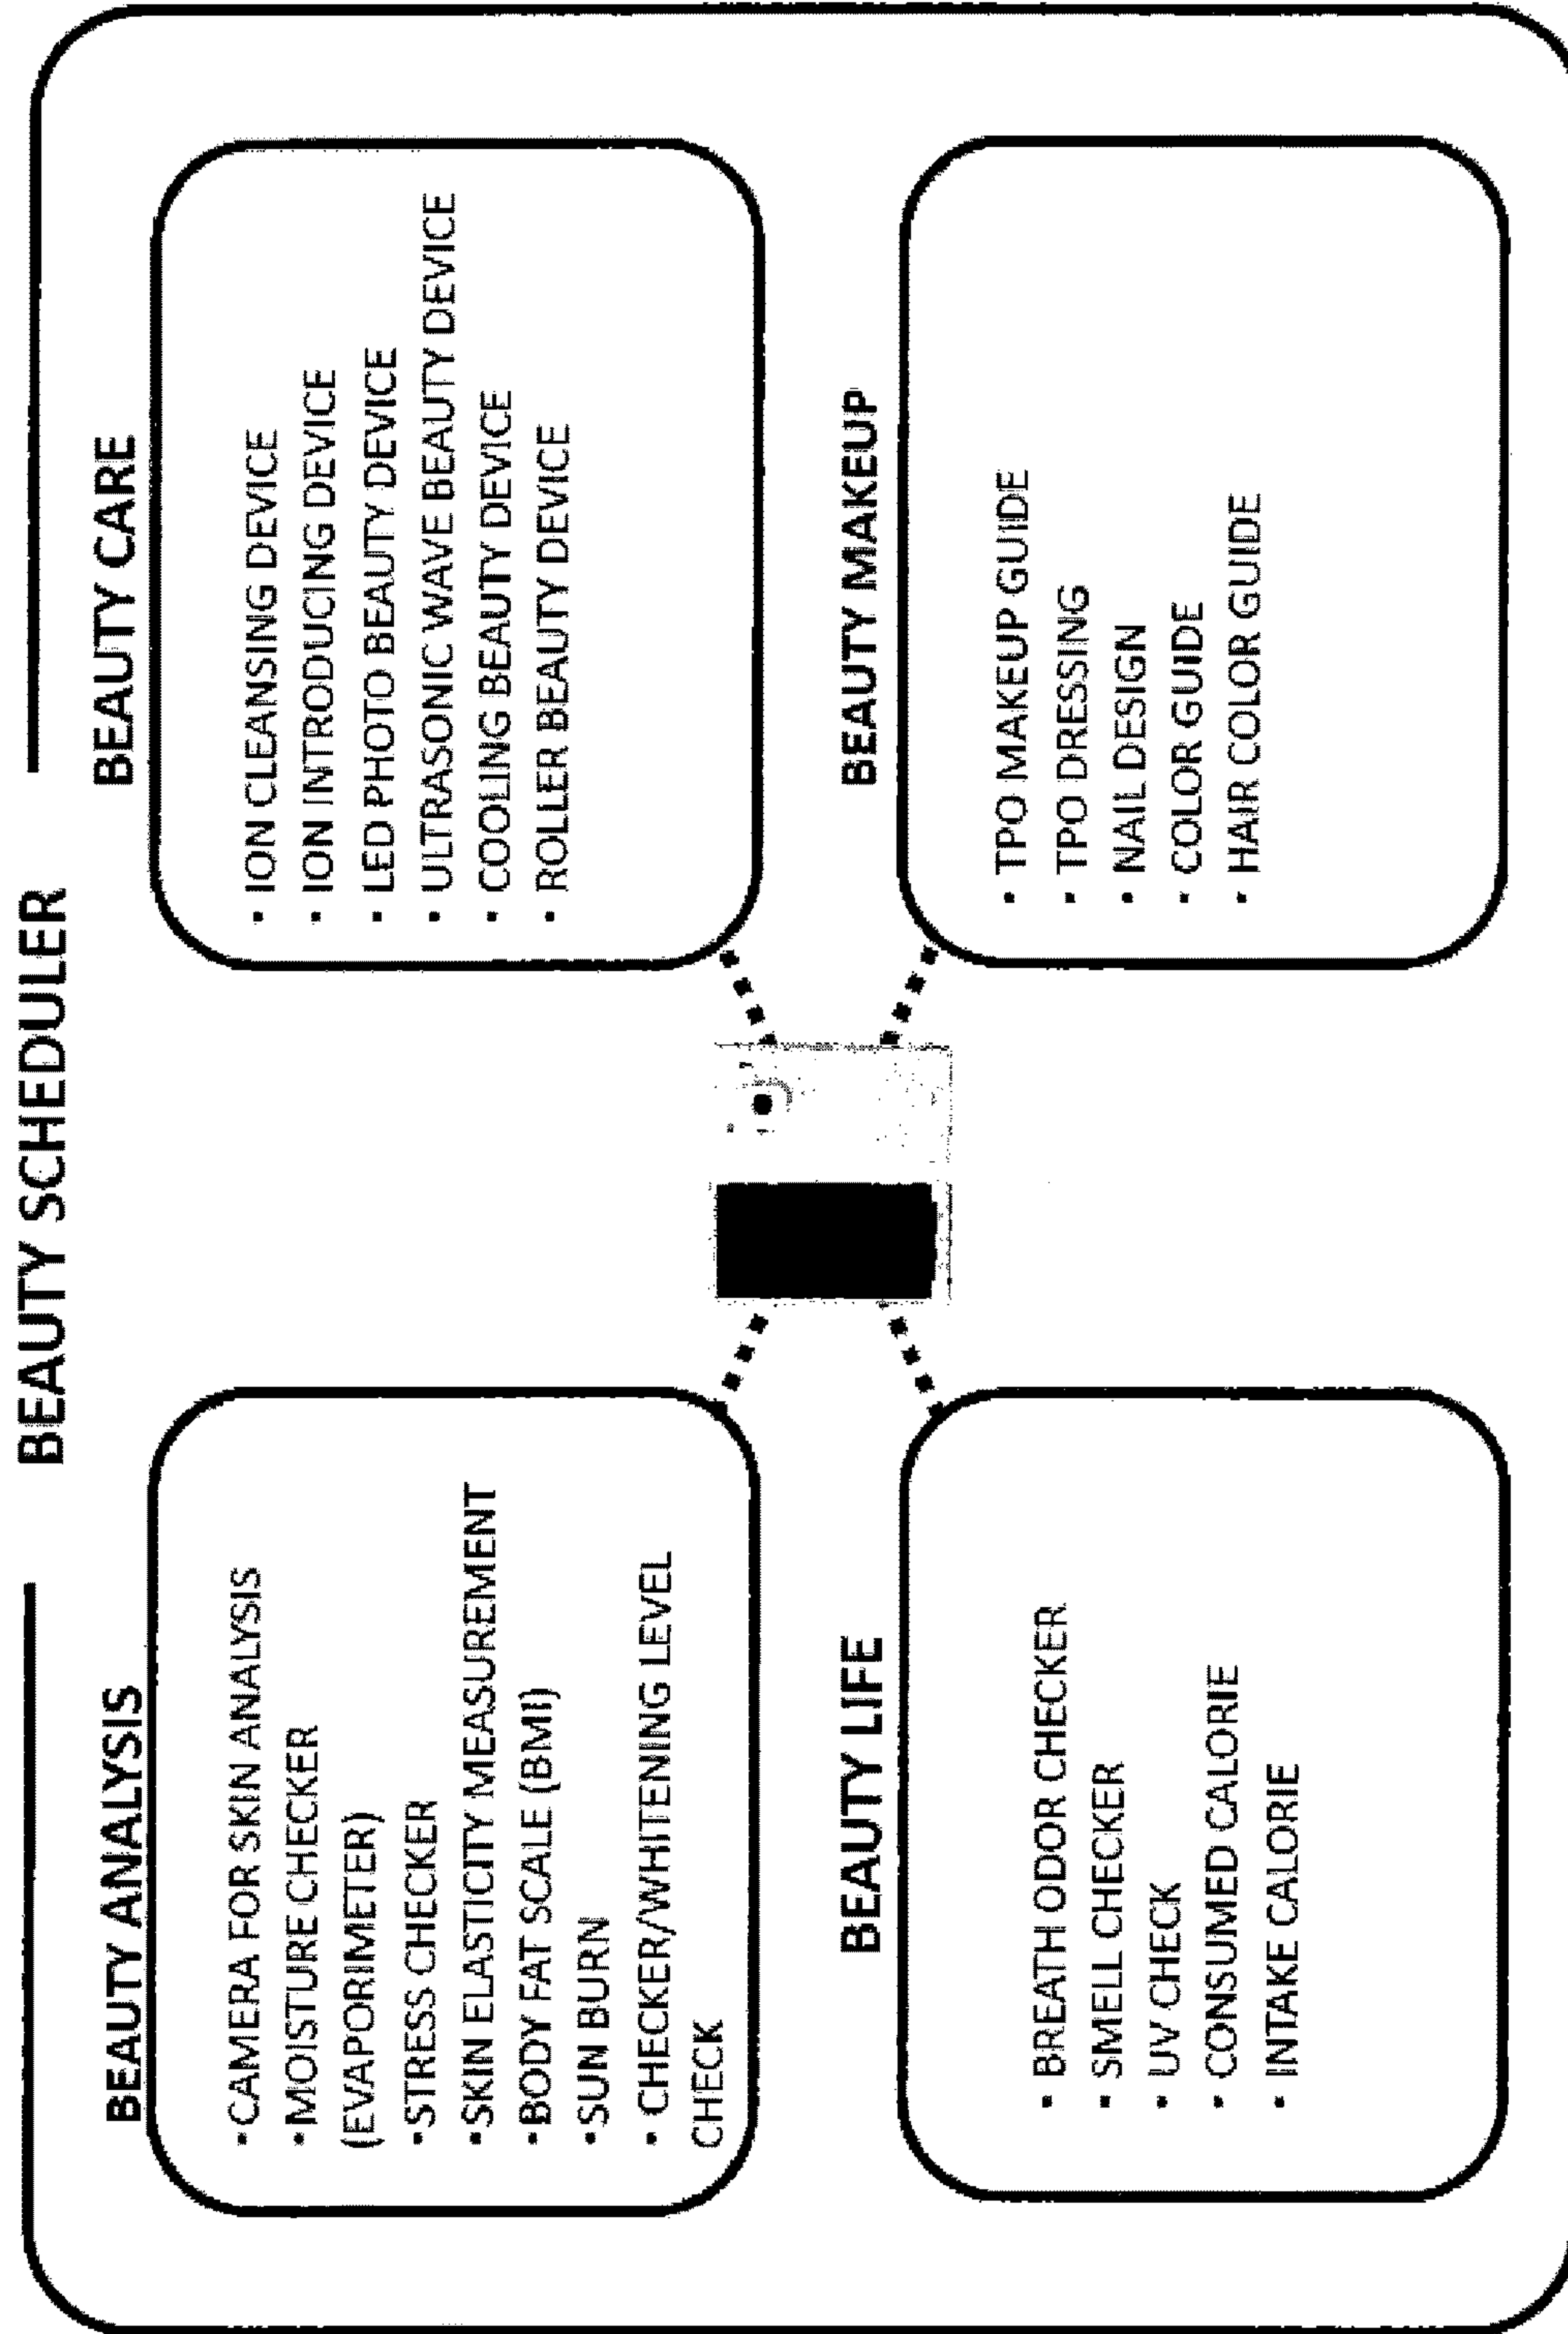 BEAUTY SCHEDULER
BEAUTY ANALYSIS
•CAMERA FOR SKIN ANALYSIS
•MOISTURE CHECKER
(EVAPORIMETER)
•STRESS CHECKER
•SKIN ELASTICITY MEASUREMENT
•BODY FAT SCALE (BMI)
•SUN BURN
• CHECKER/WHITENING LEVEL
CHECK
BEAUTY CARE
• ION CLEANSING DEVICE
• ION INTRODUCING DEVICE
• LED PHOTO BEAUTY DEVICE
• ULTRASONIC WAVE BEAUTY DEVICE
• COOLING BEAUTY DEVICE
• ROLLER BEAUTY DEVICE
BEAUTY LIFE
• BREATH ODOR CHECKER
• SMELL CHECKER
• UV CHECK
• CONSUMED CALORIE
• INTAKE CALORIE
BEAUTY MAKEUP
• TPO MAKEUP GUIDE
• TPO DRESSING
• NAIL DESIGN
• COLOR GUIDE
• HAIR COLOR GUIDE